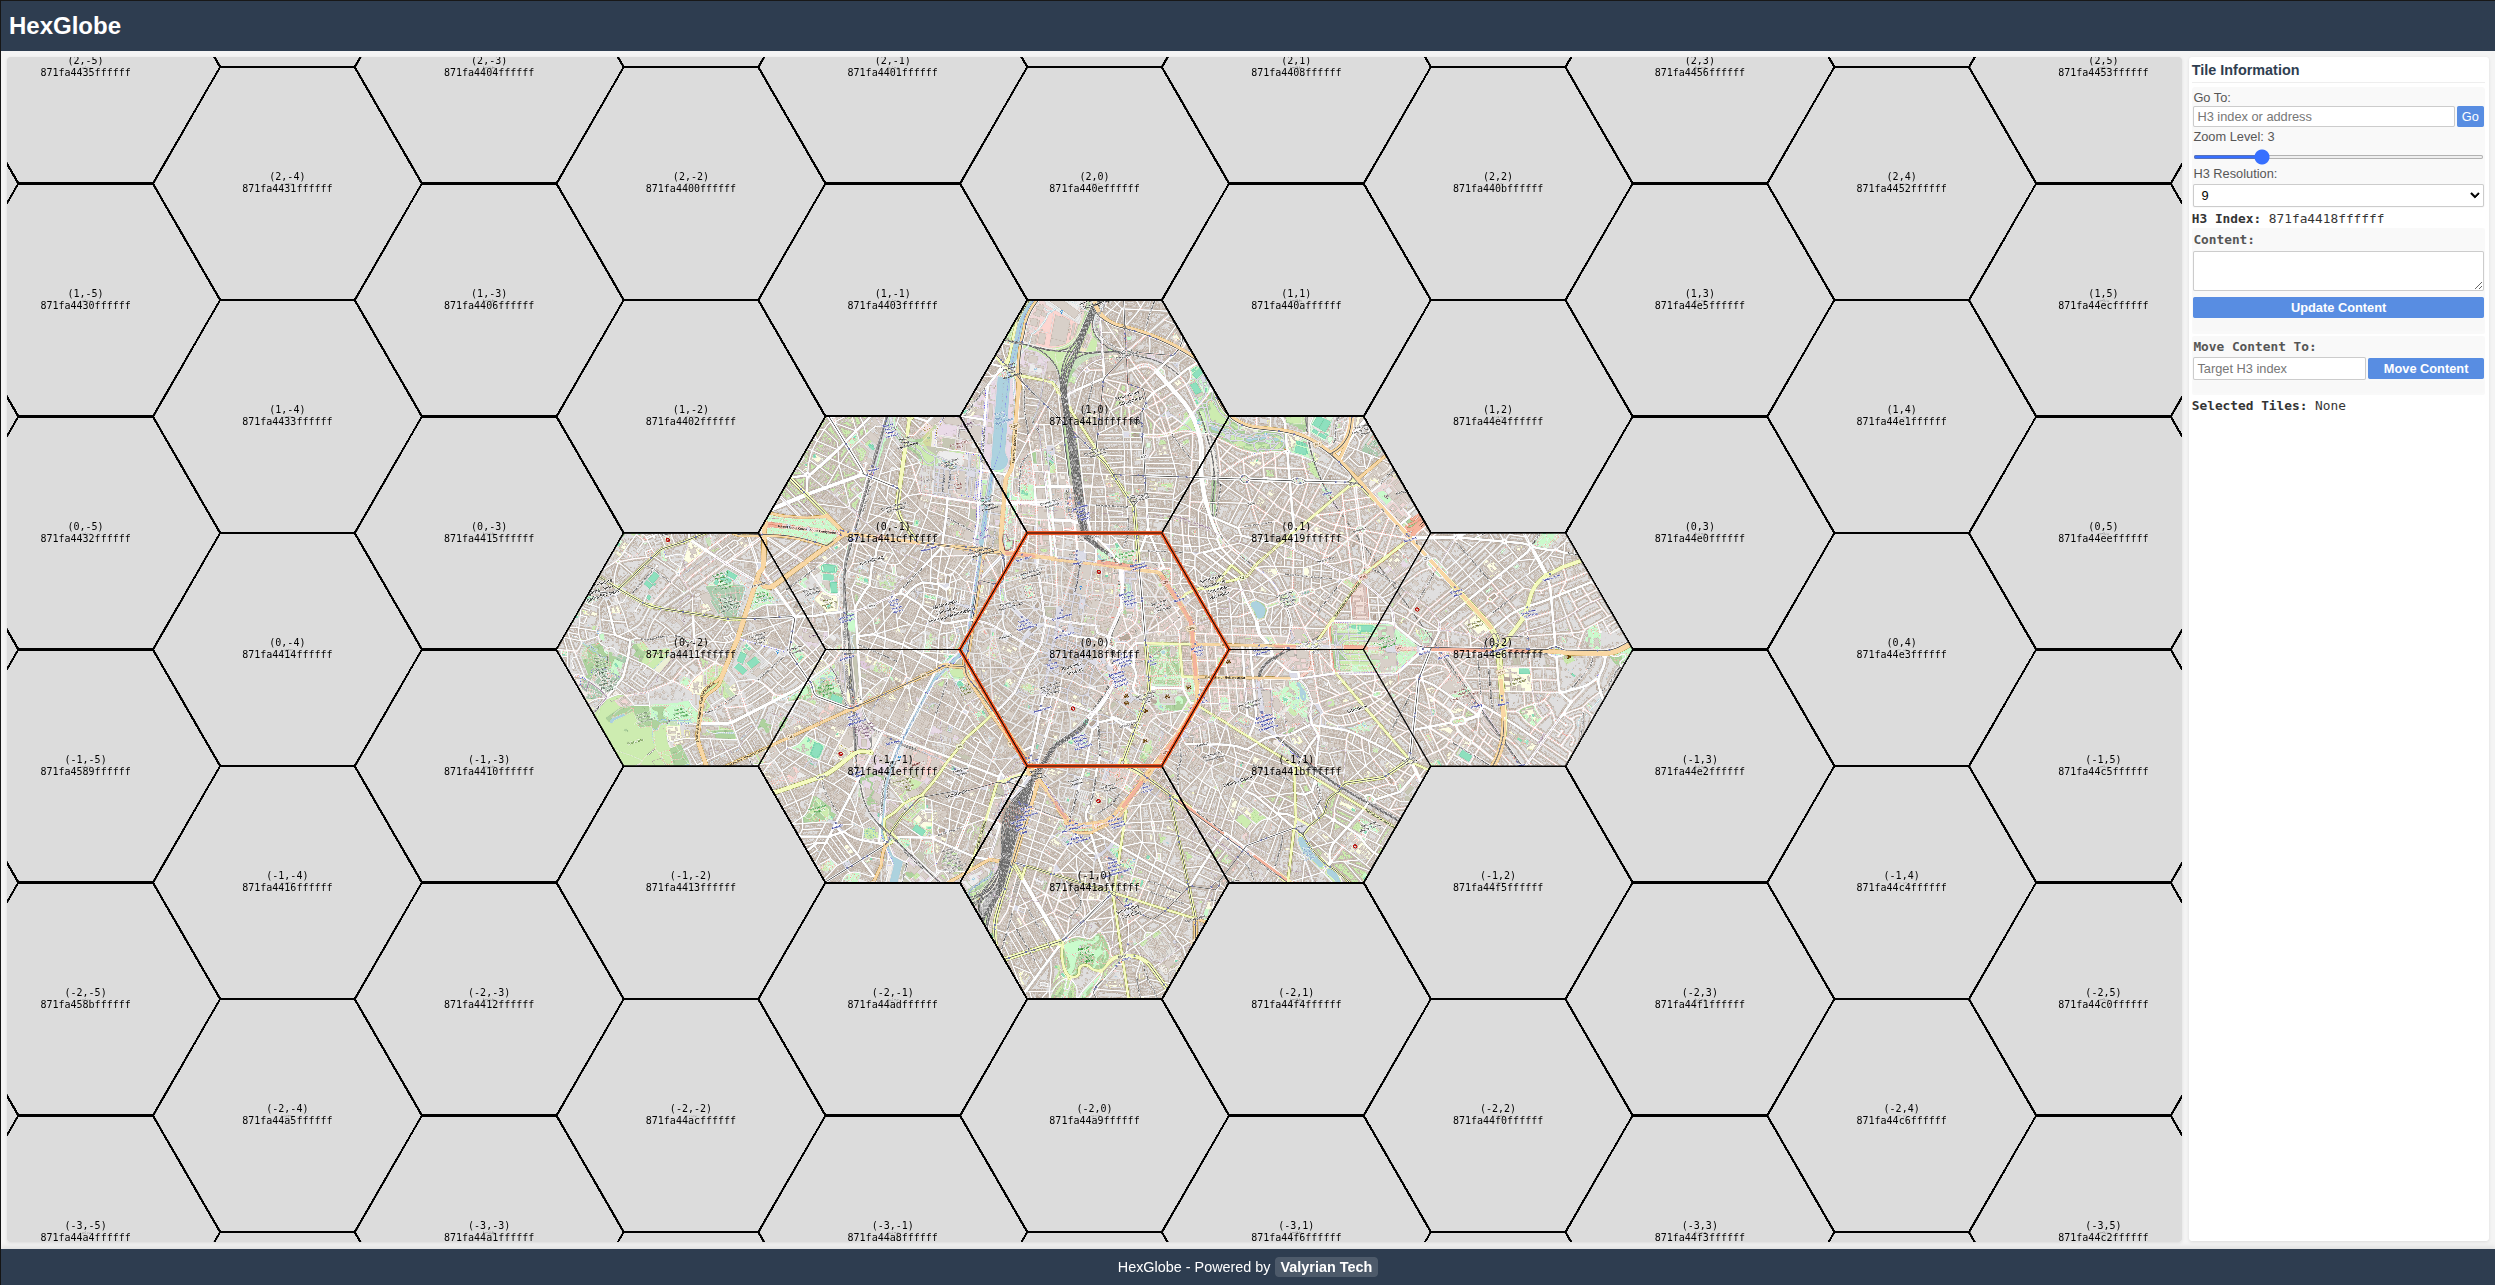 HexGlobe
(2,-5)
871fa4435ffffff
(2,-3)
871fa4404ffffff
(2,-1)
871fa4401ffffff
(2,1)
871fa4408ffffff
(2,3)
871fa4456ffffff
(2,5)
871fa4453ffffff
(2,-4)
871fa4431ffffff
(2,-2)
871fa4400ffffff
(2,0)
871fa440effffff
(2,2)
871fa440bffffff
(2,4)
871fa4452ffffff
(1,-5)
871fa4430ffffff
(1,-3)
871fa4406ffffff
(1,-1)
871fa4403ffffff
(1,1)
871fa440affffff
(1,3)
871fa44e5ffffff
(1,5)
871fa44ecffffff
(1,-4)
871fa4433ffffff
(1,-2)
871fa4402ffffff
(1,0)
871fa441dffffff
(1,2)
871fa44e4ffffff
(1,4)
871fa44e1ffffff
(0,-5)
871fa4432ffffff
(0,-3)
871fa4415ffffff
(0,-1)
871fa441cffffff
(0,1)
871fa4419ffffff
(0,3)
871fa44e0ffffff
(0,5)
871fa44eeffffff
(0,-4)
871fa4414ffffff
(0,-2)
871fa4411ffffff
(0,0)
871fa4418ffffff
(0,2)
871fa44e6ffffff
(0,4)
871fa44e3ffffff
(-1,-5)
871fa4589ffffff
(-1,-3)
871fa4410ffffff
(-1,-1)
871fa441effffff
(-1,1)
871fa441bffffff
(-1,3)
871fa44e2ffffff
(-1,5)
871fa44c5ffffff
(-1,-4)
871fa4416ffffff
(-1,-2)
871fa4413ffffff
(-1,0)
871fa441affffff
(-1,2)
871fa44f5ffffff
(-1,4)
871fa44c4ffffff
(-2,-5)
871fa458bffffff
(-2,-3)
871fa4412ffffff
(-2,-1)
871fa44adffffff
(-2,1)
871fa44f4ffffff
(-2,3)
871fa44f1ffffff
(-2,5)
871fa44c0ffffff
(-2,-4)
871fa44a5ffffff
(-2,-2)
871fa44acffffff
(-2,0)
871fa44a9ffffff
(-2,2)
871fa44f0ffffff
(-2,4)
871fa44c6ffffff
(-3,-5)
871fa44a4ffffff
(-3,-3)
871fa44a1ffffff
(-3,-1)
871fa44a8ffffff
(-3,1)
871fa44f6ffffff
(-3,3)
871fa44f3ffffff
(-3,5)
871fa44c2ffffff
Tile Information
Go To:
H3 index or address Go
Zoom Level: 3
H3 Resolution:
9
H3 Index: 871fa4418ffffff
Content:
Update Content
Move Content To:
Target H3 index Move Content
Selected Tiles: None
HexGlobe - Powered by Valyrian Tech